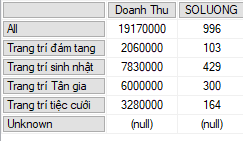 Doanh Thu SOLUONG
All 19170000 996
Trang trí đám tang 2060000 103
Trang trí sinh nhật 7830000 429
Trang trí Tân gia 6000000 300
Trang trí tiệc cưới 3280000 164
Unknown (null) (null)